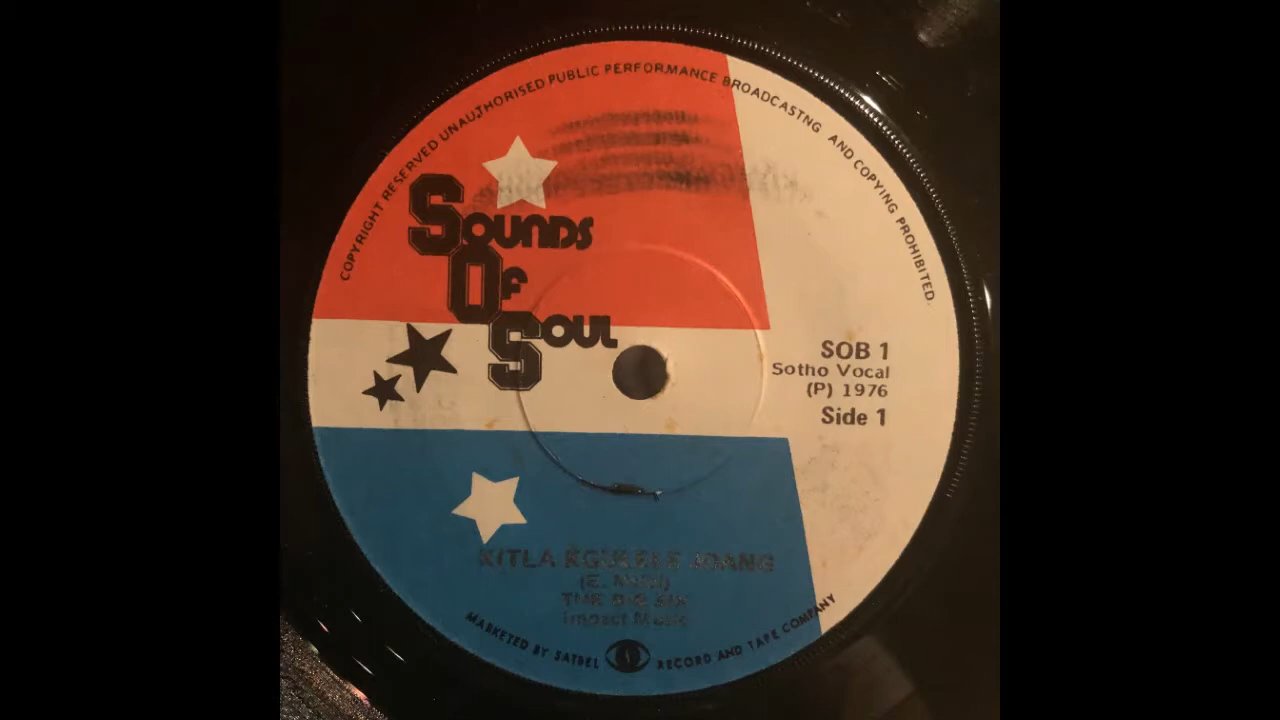 COPYRIGHT RESERVED UNAUTHORISED PUBLIC PERFORMANCE BROADCASTNG AND COPYING PROHIBITED.
SOUNDS
OF
SOUL
SOB 1
Sotho Vocal
(P) 1976
Side 1
KITLA JOANG
(E.
THE BIG SIX
Impact Music
MARKETED BY SATBEL RECORD AND TAPE COMPANY